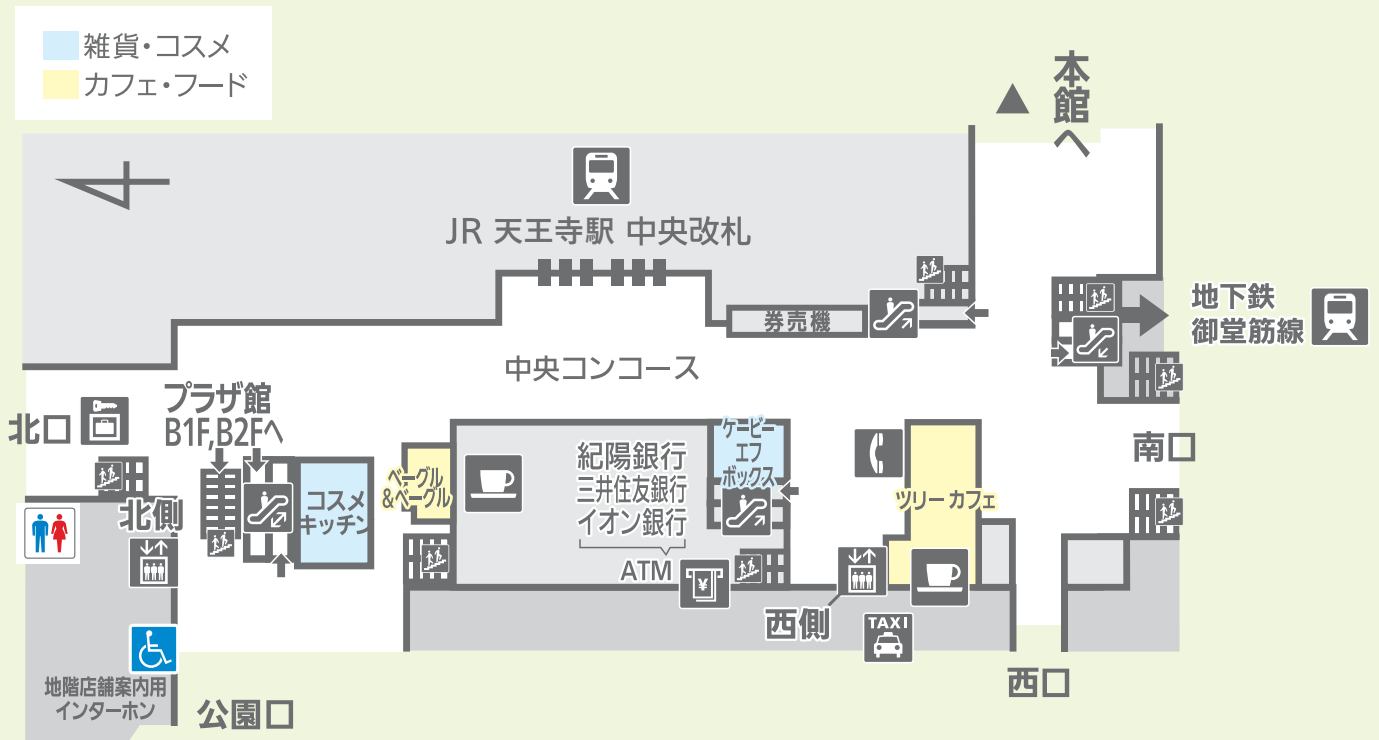 雑貨・コスメ
カフェ・フード
本館へ
JR 天王寺駅 中央改札
地下鉄
御堂筋線
券売機
中央コンコース
プラザ館
B1F,B2Fへ
北口
南口
ケービー
エフ
ボックス
紀陽銀行
三井住友銀行
イオン銀行
ATM
¥
ベーグル
&ベーグル
コスメ
キッチン
ツリーカフェ
北側
西側
TAXI
西口
地階店舗案内用
インターホン
公園口